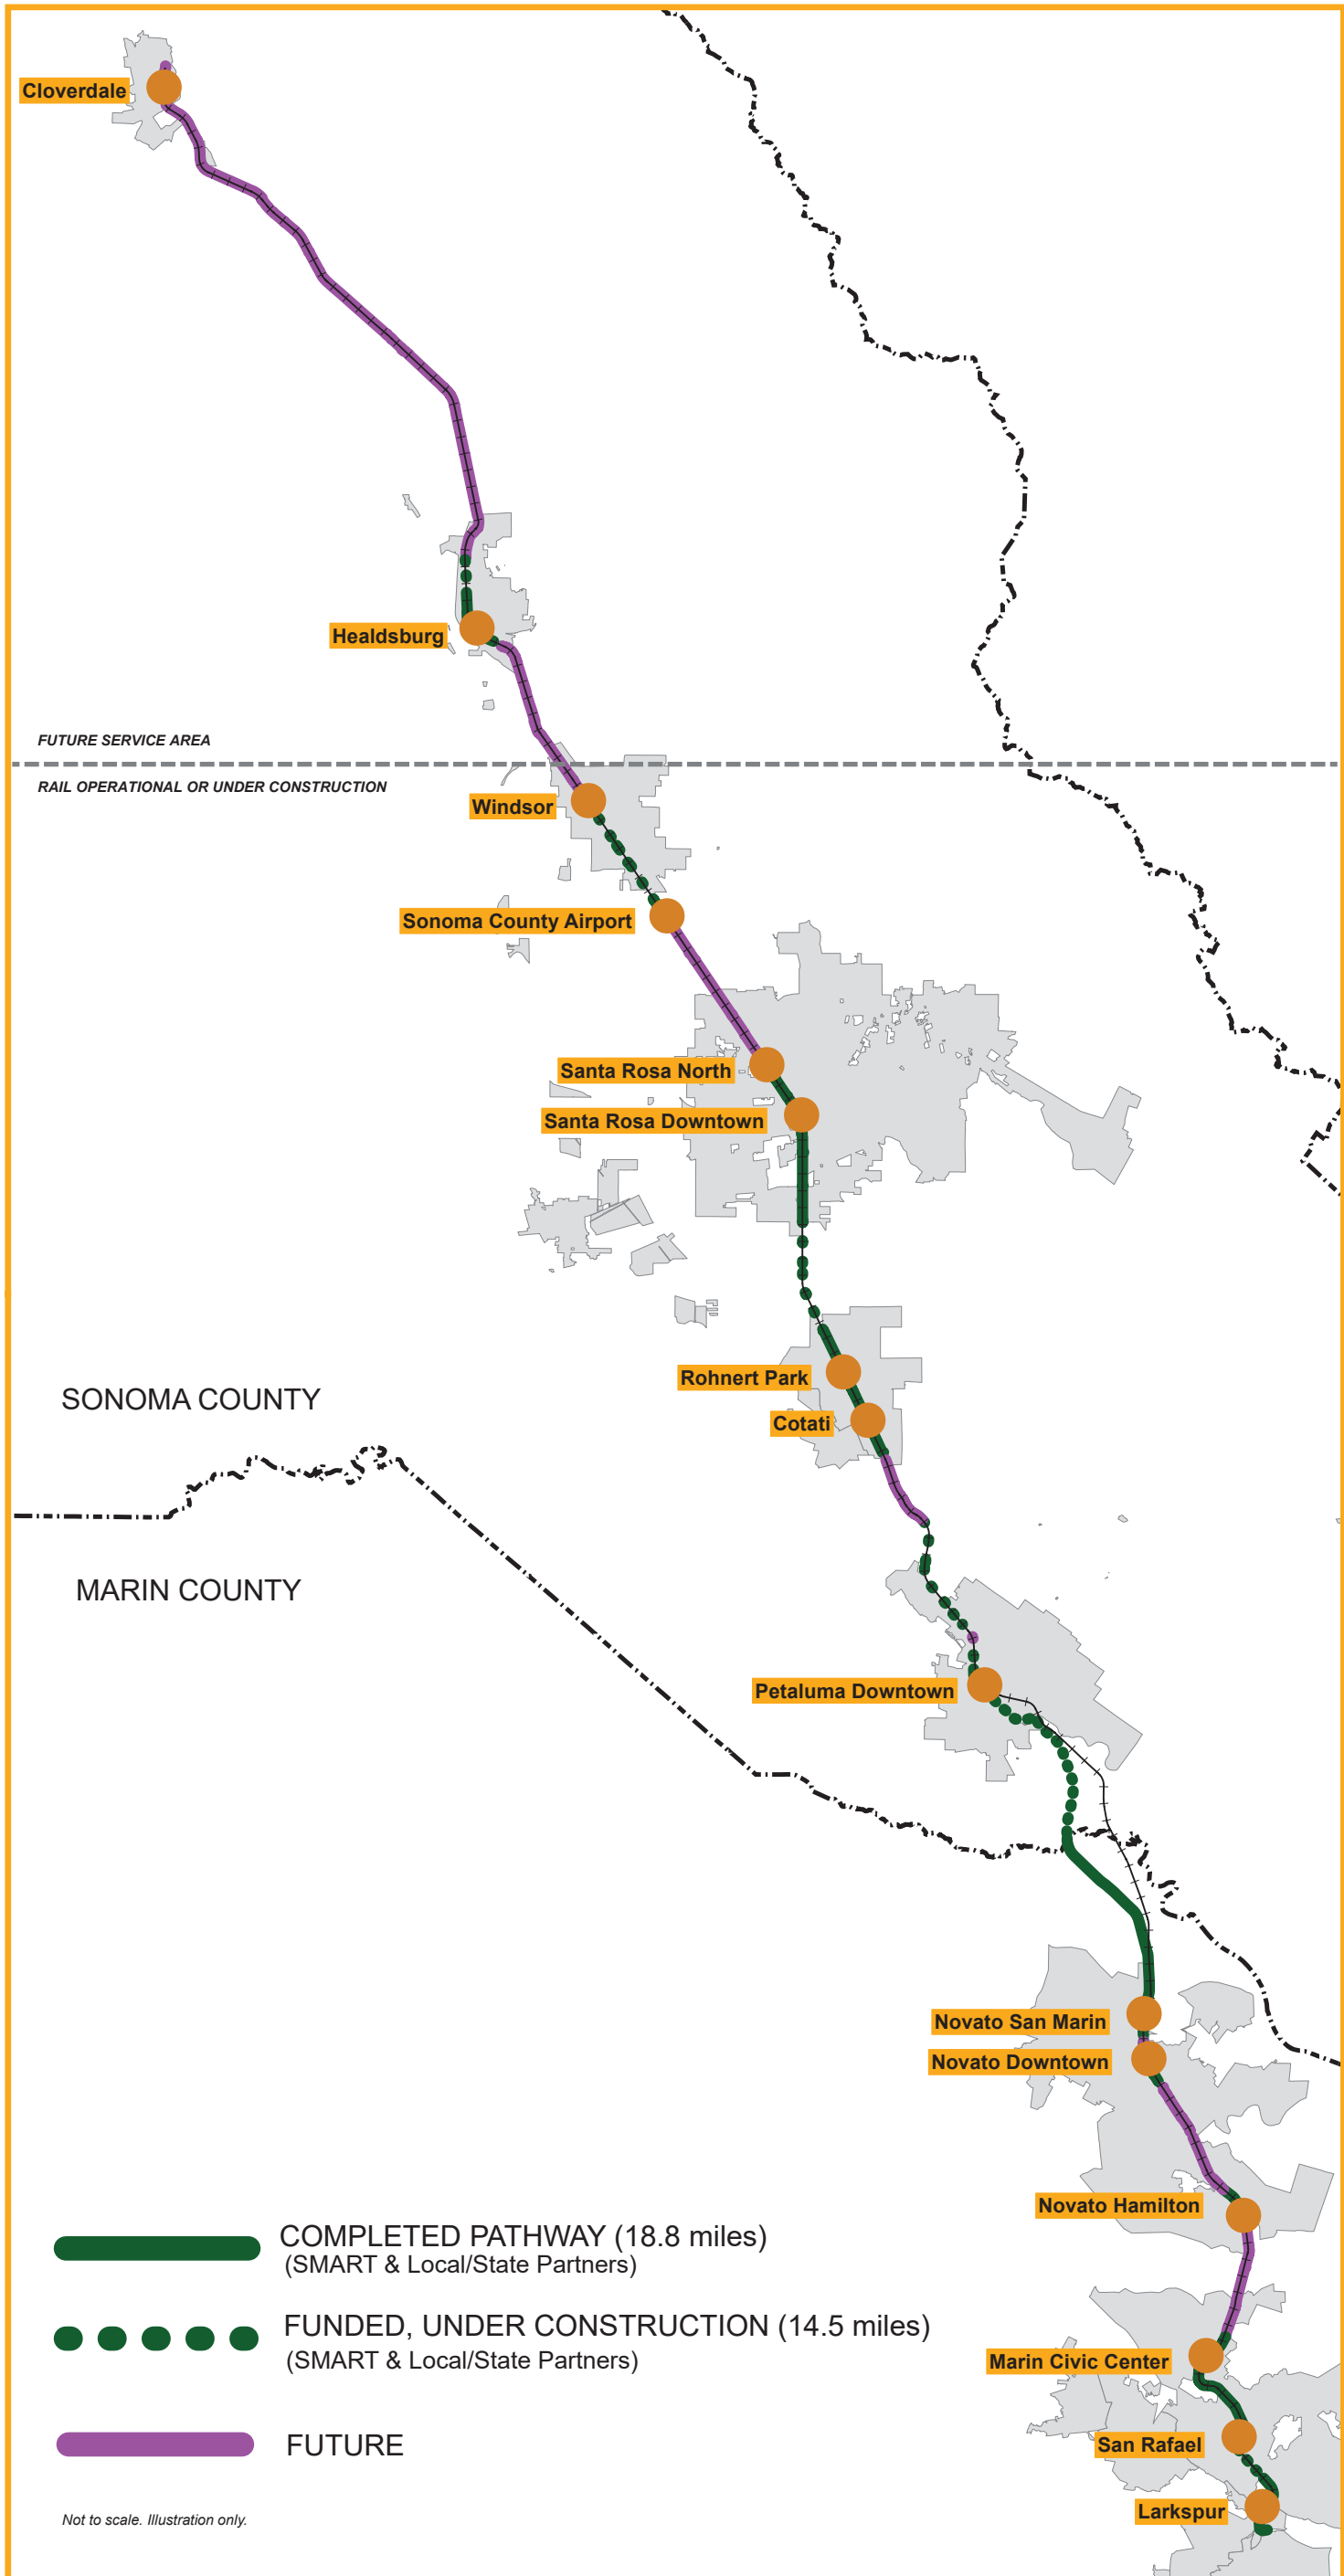 Cloverdale
Healdsburg
FUTURE SERVICE AREA
RAIL OPERATIONAL OR UNDER CONSTRUCTION
Windsor
Sonoma County Airport
Santa Rosa North
Santa Rosa Downtown
Rohnert Park
SONOMA COUNTY
Cotati
MARIN COUNTY
Petaluma Downtown
Novato San Marin
Novato Downtown
Novato Hamilton
COMPLETED PATHWAY (18.8 miles)
(SMART & Local/State Partners)
FUNDED, UNDER CONSTRUCTION (14.5 miles)
(SMART & Local/State Partners)
Marin Civic Center
San Rafael
FUTURE
Larkspur
Not to scale. Illustration only.